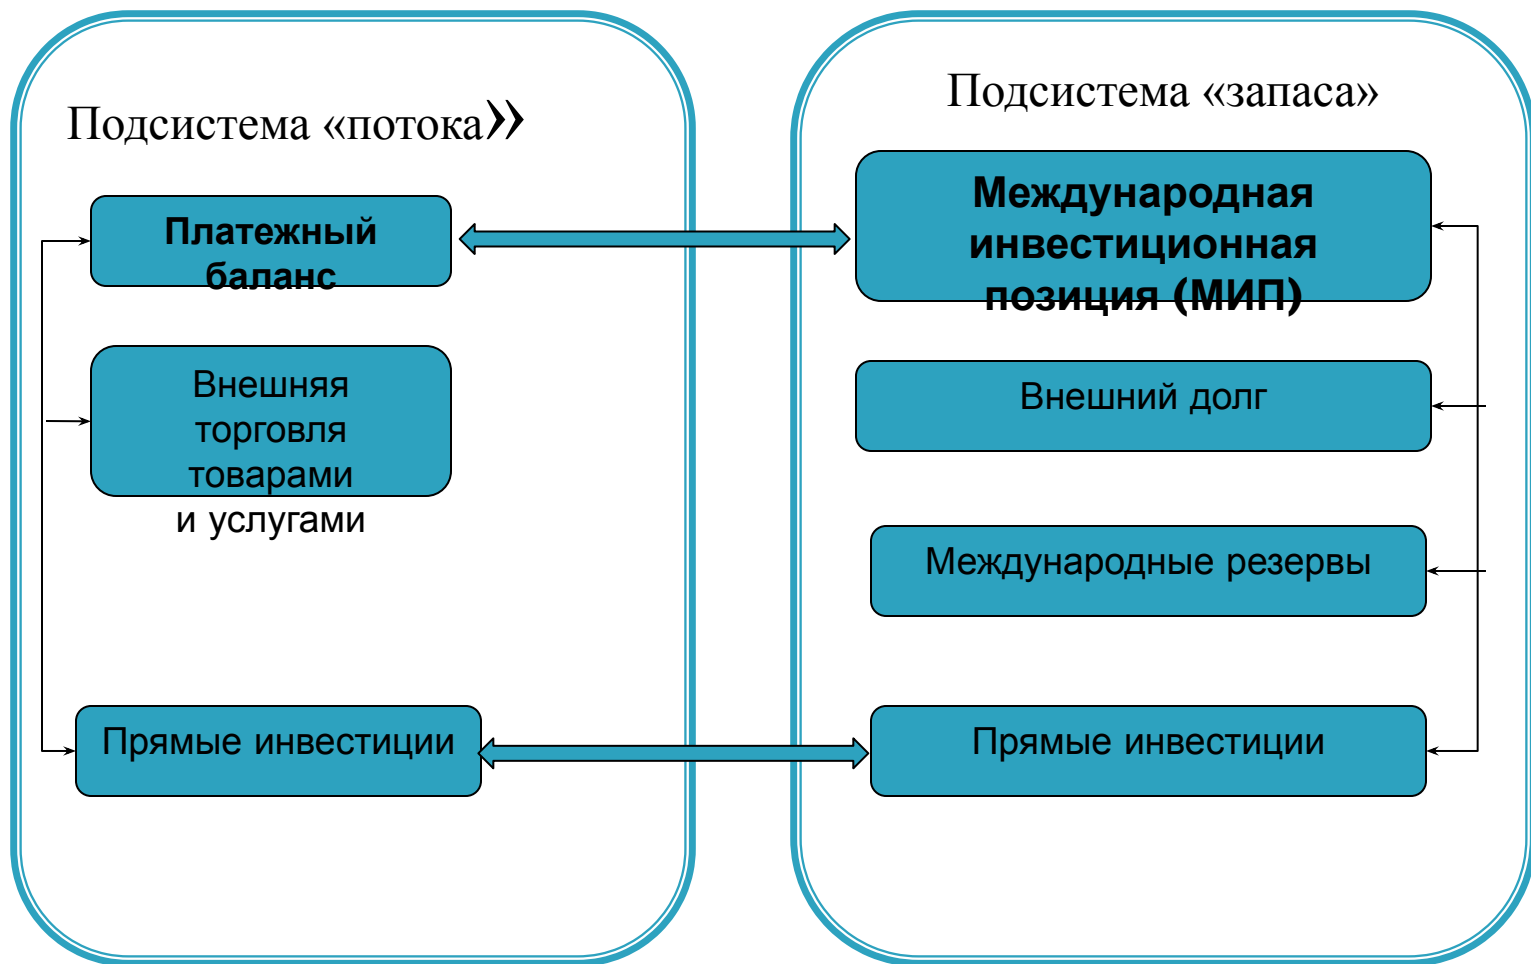 Подсистема «потока»
Платежный
баланс
Внешняя
торговля
товарами
и услугами
Прямые инвестиции
Подсистема «запаса»
Международная
инвестиционная
позиция (МИП)
Внешний долг
Международные резервы
Прямые инвестиции